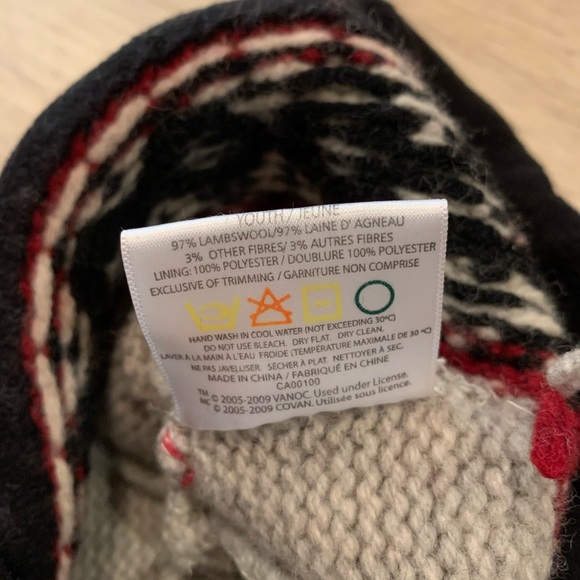 YOUTH / JEUNE
97% LAMBSWOOL/97% LAINE D' AGNEAU
3% OTHER FIBRES/ 3% AUTRES FIBRES
LINING: 100% POLYESTER / DOUBLURE 100% POLYESTER
EXCLUSIVE OF TRIMMING / GARNITURE NON COMPRISE
HAND WASH IN COOL WATER (NOT EXCEEDING 30°C)
DO NOT USE BLEACH. DRY FLAT. DRY CLEAN.
LAVER A LA MAIN À L'EAU FROIDE (TEMPÉRATURE MAXIMALE DE 30 °C)
NE PAS JAVELLISER. SÈCHER À PLAT. NETTOYER À SEC.
MADE IN CHINA / FABRIQUÉ EN CHINE
CA00100
TM © 2005-2009 VANOC. Used under License.
MC © 2005-2009 COVAN. Utilisée sous licence.